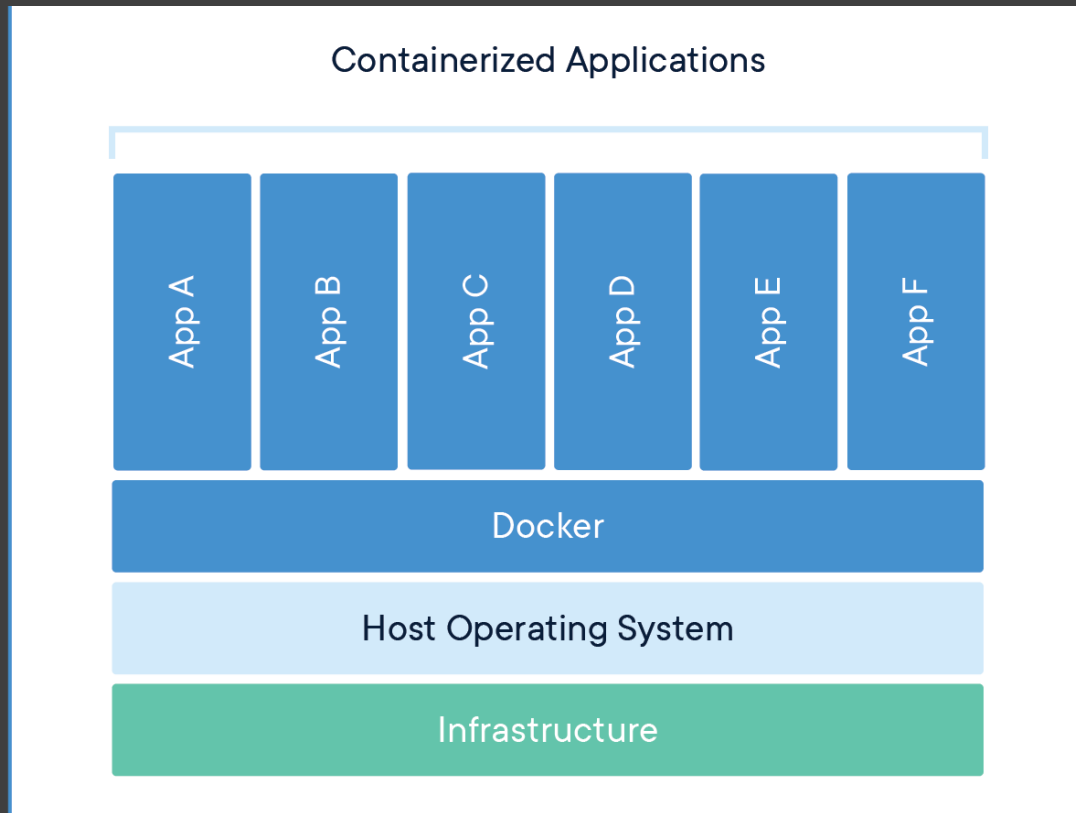 Containerized Applications
App A
App B
App C
App D
App E
App F
Docker
Host Operating System
Infrastructure